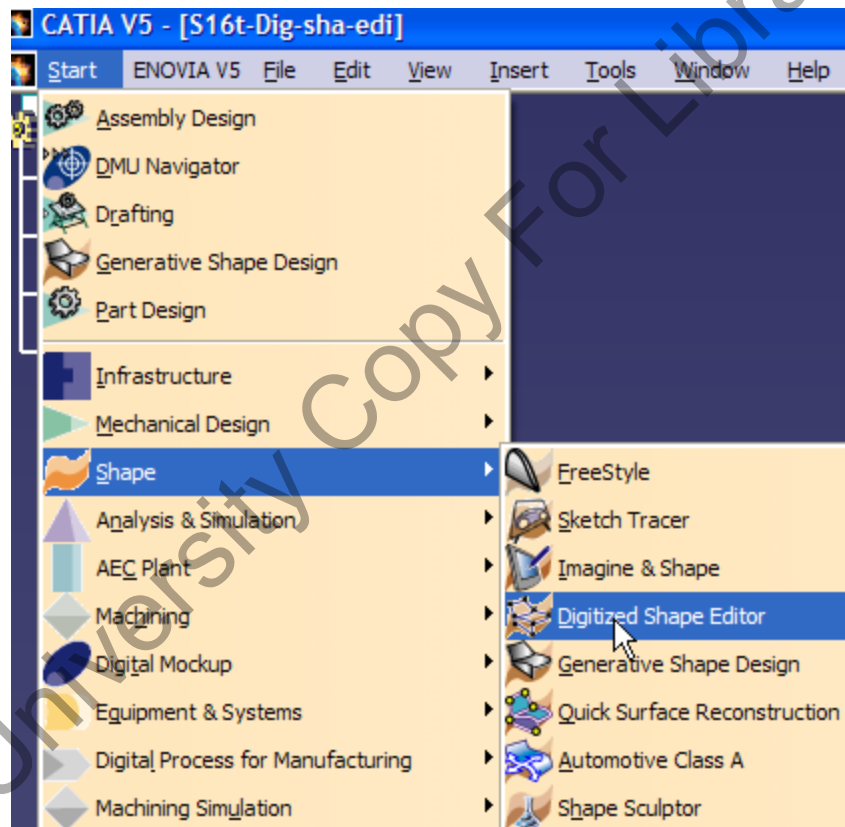 CATIA V5 - [S16t-Dig-sha-edi]
Start ENOVIA V5 File Edit View Insert Tools Window Help
Assembly Design
DMU Navigator
Drafting
Generative Shape Design
Part Design
Infrastructure
Mechanical Design
Shape
Analysis & Simulation
AEC Plant
Machining
Digital Mockup
Equipment & Systems
Digital Process for Manufacturing
Machining Simulation
FreeStyle
Sketch Tracer
Imagine & Shape
Digitized Shape Editor
Generative Shape Design
Quick Surface Reconstruction
Automotive Class A
Shape Sculptor
University Copy For